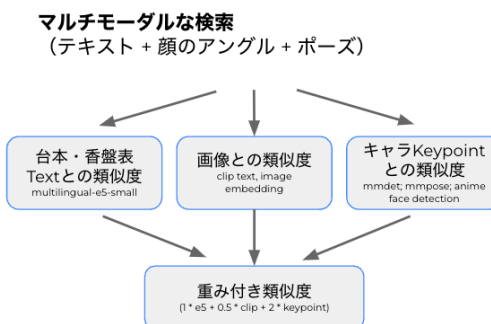 マルチモーダルな検索
（テキスト + 顔のアングル + ポーズ）
台本・香盤表
Textとの類似度
multilingual-e5-small
画像との類似度
clip text, image
embedding
キャラKeypoint
との類似度
mmdet; mmpose; anime
face detection
重み付き類似度
(1 * e5 + 0.5 * clip + 2 * keypoint)